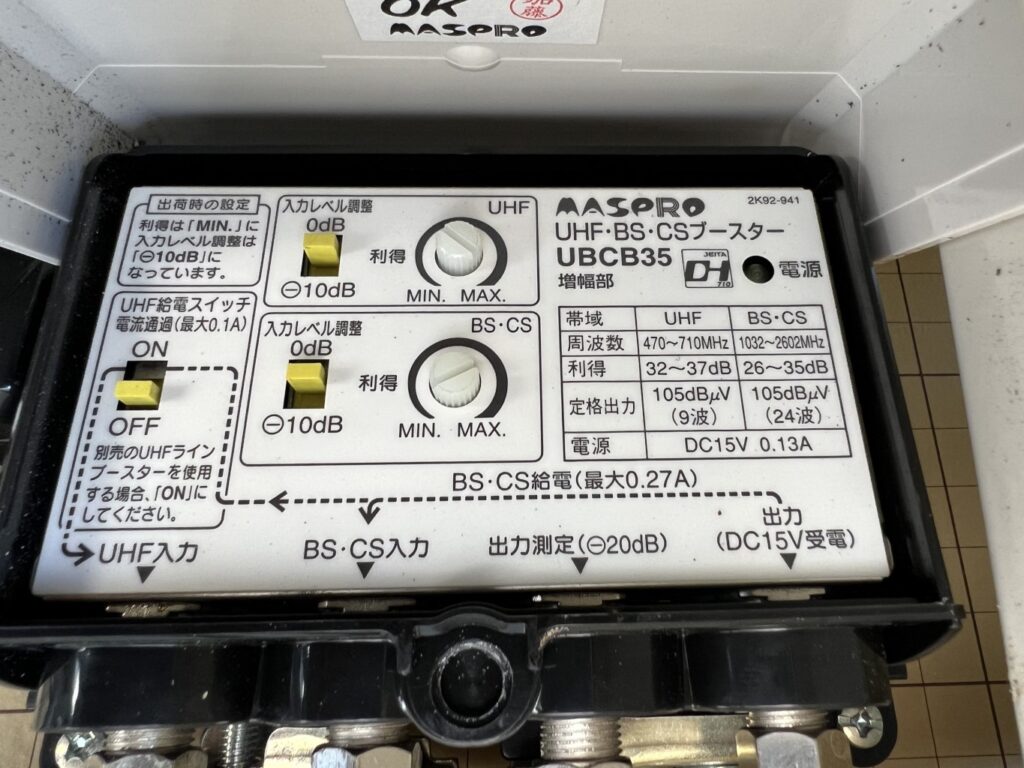 OK
加藤
MASPRO
出荷時の設定
利得は「MIN.」に
入力レベル調整は
「⊖10dB」に
なっています。
入力レベル調整
UHF
0dB
利得
⊖10dB
MIN. MAX.
MASPRO
2K92-941
UHF・BS・CSブースター
UBCB35
増幅部
JEITA
DH
710
電源
UHF給電スイッチ
電流通過(最大0.1A)
ON
OFF
別売のUHFライン
ブースターを使用
する場合、「ON」に
してください。
入力レベル調整
BS・CS
0dB
利得
⊖10dB
MIN. MAX.
帯域 UHF BS・CS
周波数 470～710MHz 1032～2602MHz
利得 32～37dB 26～35dB
定格出力 105dBμV (9波) 105dBμV (24波)
電源 DC15V 0.13A
BS・CS給電(最大0.27A)
UHF入力
BS・CS入力
出力測定(⊖20dB)
出力
(DC15V受電)